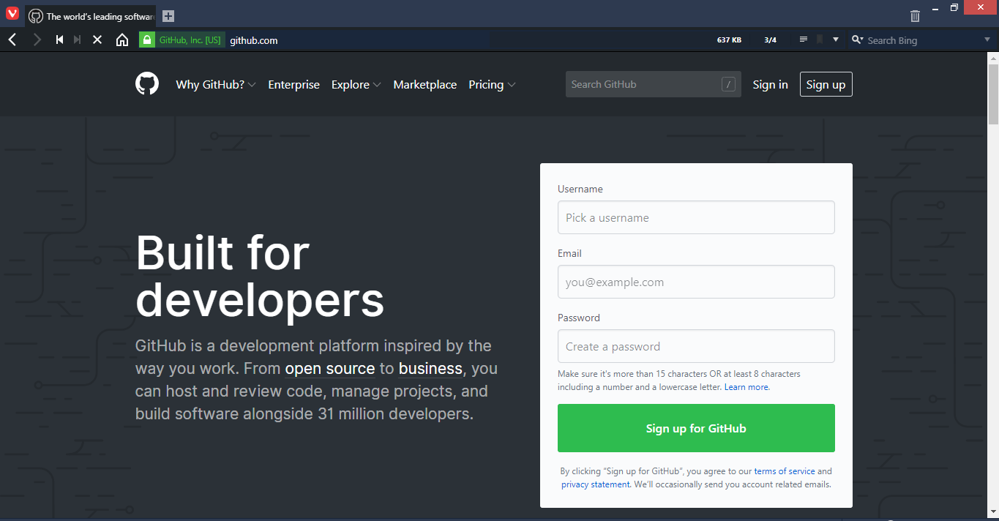 The world's leading softwar
GitHub, Inc. [US]
github.com
637 KB
3/4
Search Bing
Why GitHub?
Enterprise
Explore
Marketplace
Pricing
Search GitHub
/
Sign in
Sign up
Built for
developers
GitHub is a development platform inspired by the
way you work. From open source to business, you
can host and review code, manage projects, and
build software alongside 31 million developers.
Username
Pick a username
Email
you@example.com
Password
Create a password
Make sure it's more than 15 characters OR at least 8 characters
including a number and a lowercase letter. Learn more.
Sign up for GitHub
By clicking “Sign up for GitHub”, you agree to our terms of service and
privacy statement. We’ll occasionally send you account related emails.